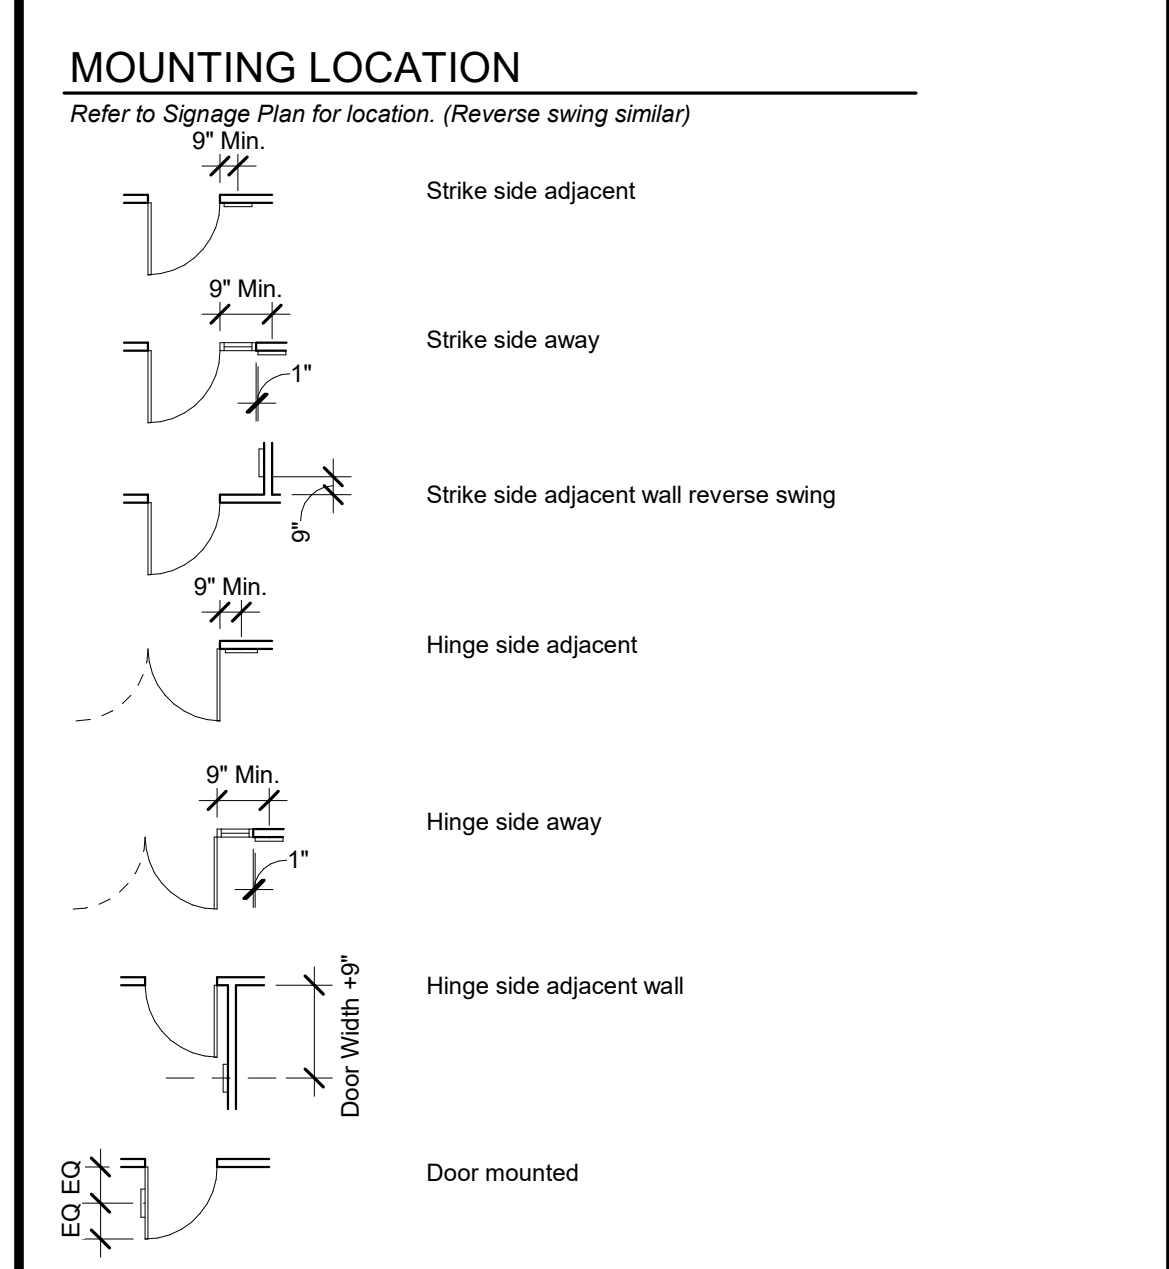 MOUNTING LOCATION
Refer to Signage Plan for location. (Reverse swing similar)
9" Min.
Strike side adjacent
9" Min.
Strike side away
1"
Strike side adjacent wall reverse swing
9"
9" Min.
Hinge side adjacent
9" Min.
Hinge side away
1"
Hinge side adjacent wall
Door Width +9"
Door mounted
EQ EQ